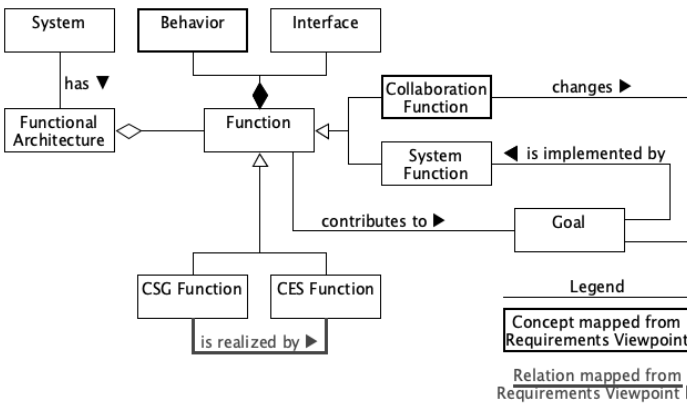 System
Behavior
Interface
has ▼
Collaboration
Function
changes ▶
Functional
Architecture
Function
System
Function
◀ is implemented by
contributes to ▶
Goal
CSG Function
CES Function
is realized by ▶
Legend
Concept mapped from
Requirements Viewpoint
Relation mapped from
Requirements Viewpoint